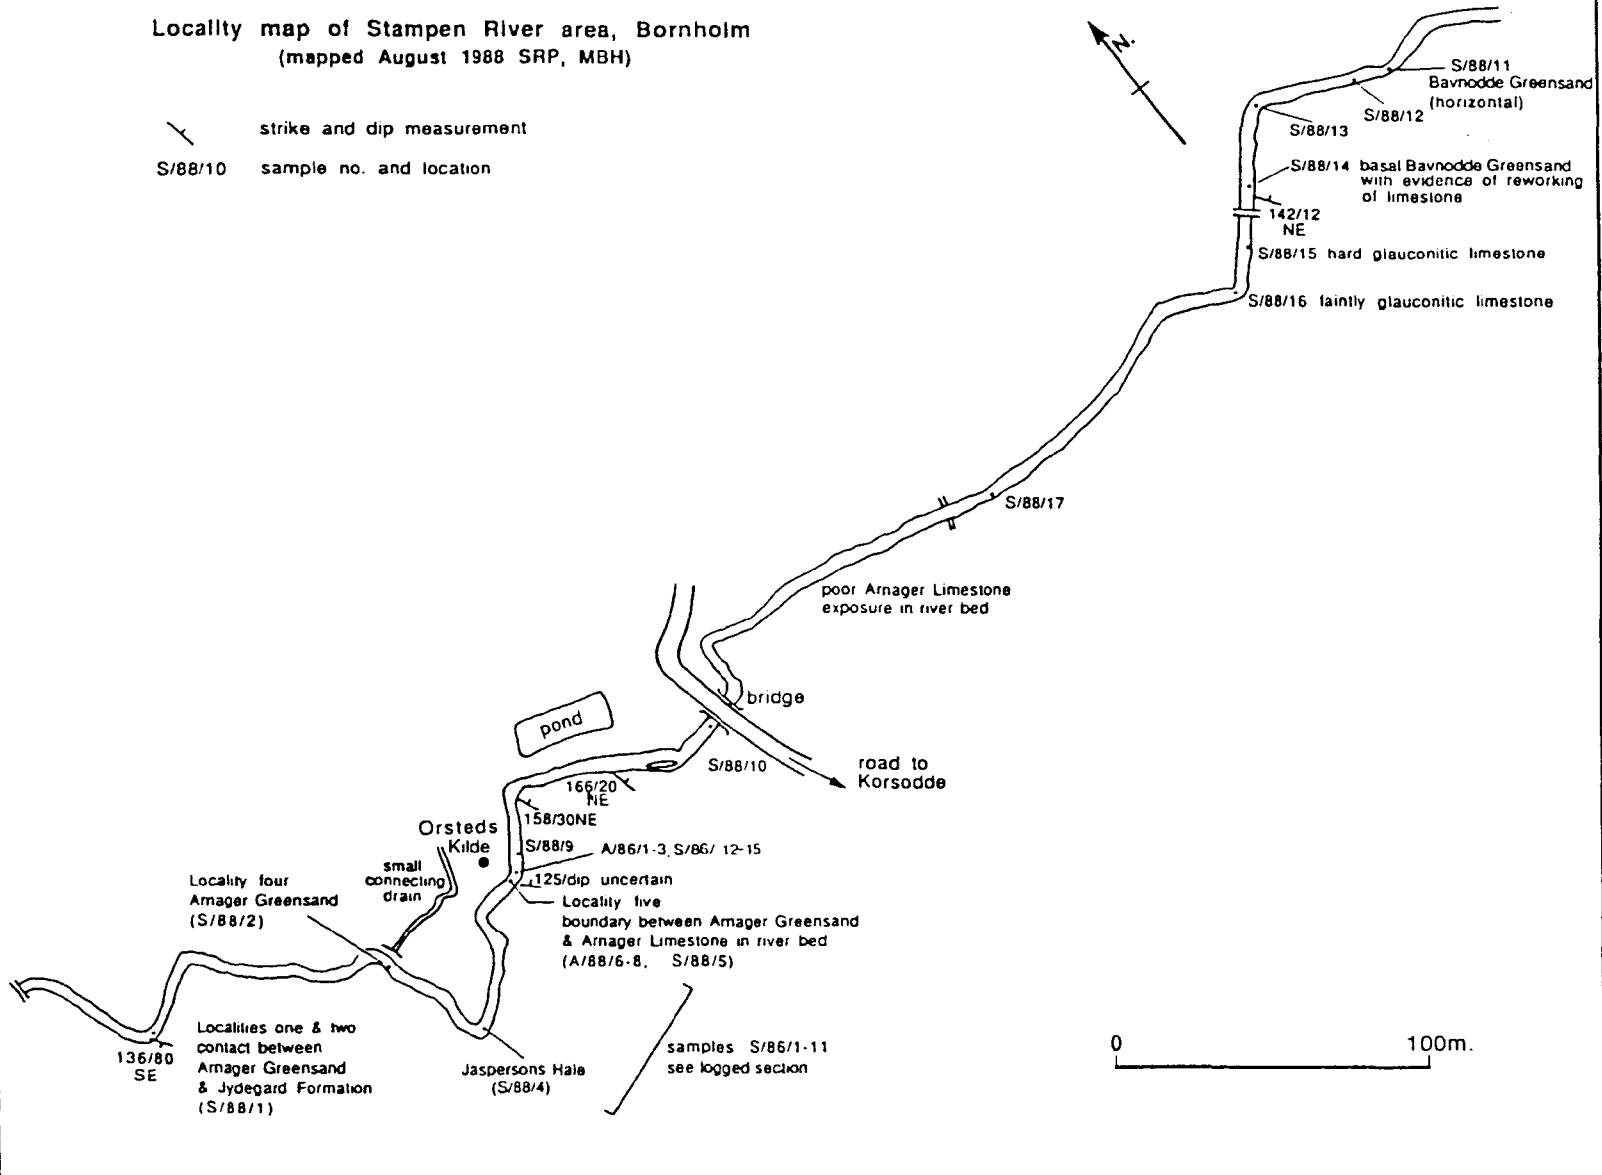 Locality map of Stampen River area, Bornholm
(mapped August 1988 SRP, MBH)
strike and dip measurement
S/88/10 sample no. and location
N.
S/88/11
Bavnodde Greensand
(horizontal)
S/88/12
S/88/13
S/88/14 basal Bavnodde Greensand
with evidence of reworking
of limestone
142/12
NE
S/88/15 hard glauconitic limestone
S/88/16 faintly glauconitic limestone
S/88/17
poor Arnager Limestone
exposure in river bed
bridge
pond
S/88/10
road to
Korsodde
166/20
NE
158/30NE
Orsteds
Kilde
S/88/9
A/86/1-3, S/86/ 12-15
small
connecting
drain
125/dip uncertain
Locality four
Arnager Greensand
(S/88/2)
Locality five
boundary between Arnager Greensand
& Arnager Limestone in river bed
(A/88/6-8, S/88/5)
Localities one & two
contact between
Arnager Greensand
& Jydegard Formation
(S/88/1)
136/80
SE
Jaspersons Hale
(S/88/4)
samples S/86/1-11
see logged section
0 100m.